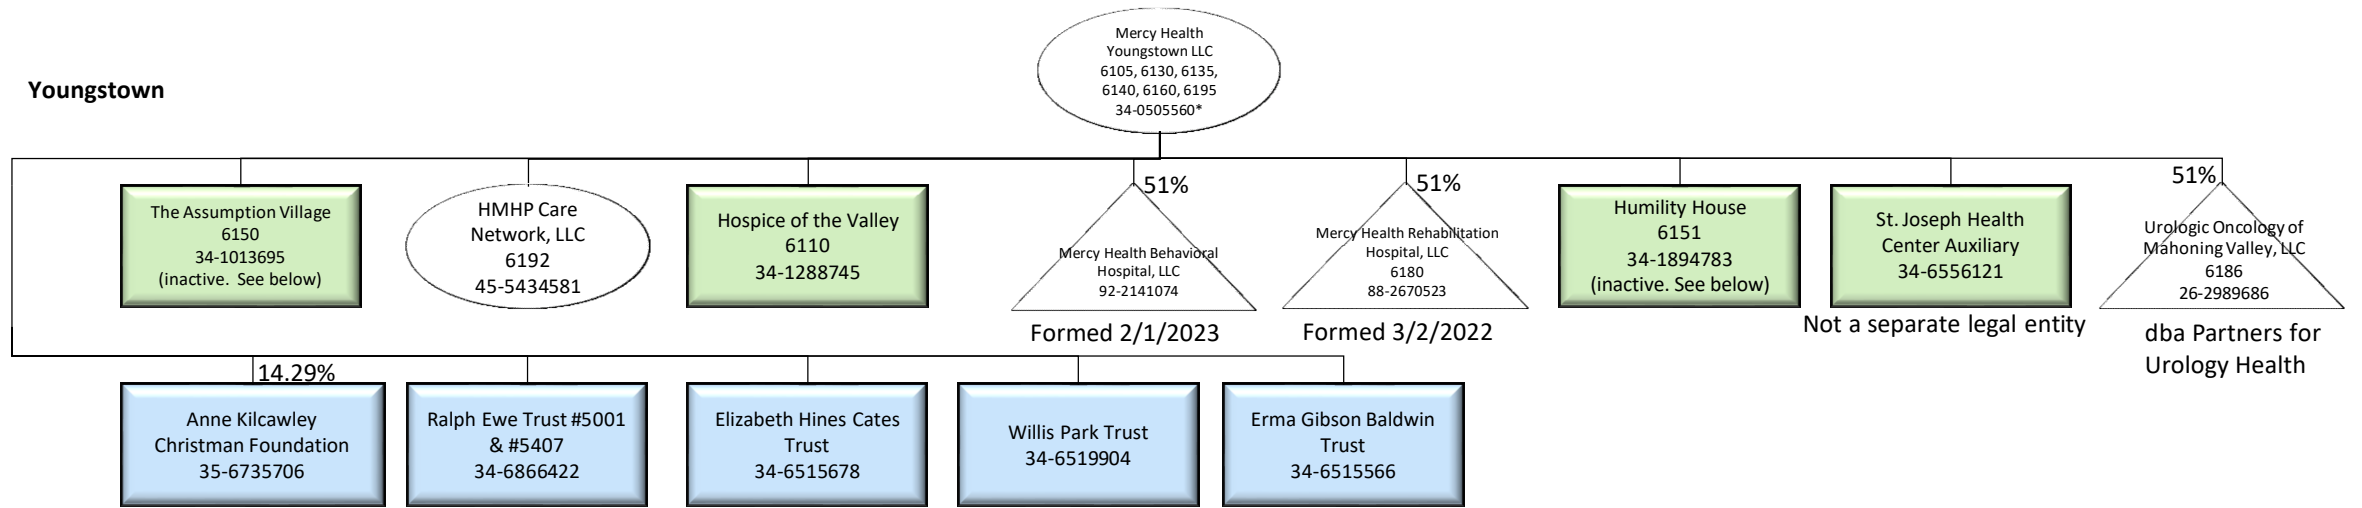 Mercy Health
Youngstown LLC
6105, 6130, 6135,
6140, 6160, 6195
34-0505560*
Youngstown
The Assumption Village
6150
34-1013695
(inactive. See below)
HMHP Care
Network, LLC
6192
45-5434581
Hospice of the Valley
6110
34-1288745
51%
Mercy Health Behavioral
Hospital, LLC
92-2141074
Formed 2/1/2023
51%
Mercy Health Rehabilitation
Hospital, LLC
6180
88-2670523
Formed 3/2/2022
Humility House
6151
34-1894783
(inactive. See below)
St. Joseph Health
Center Auxiliary
34-6556121
Not a separate legal entity
51%
Urologic Oncology of
Mahoning Valley, LLC
6186
26-2989686
dba Partners for
Urology Health
14.29%
Anne Kilcawley
Christman Foundation
35-6735706
Ralph Ewe Trust #5001
& #5407
34-6866422
Elizabeth Hines Cates
Trust
34-6515678
Willis Park Trust
34-6519904
Erma Gibson Baldwin
Trust
34-6515566